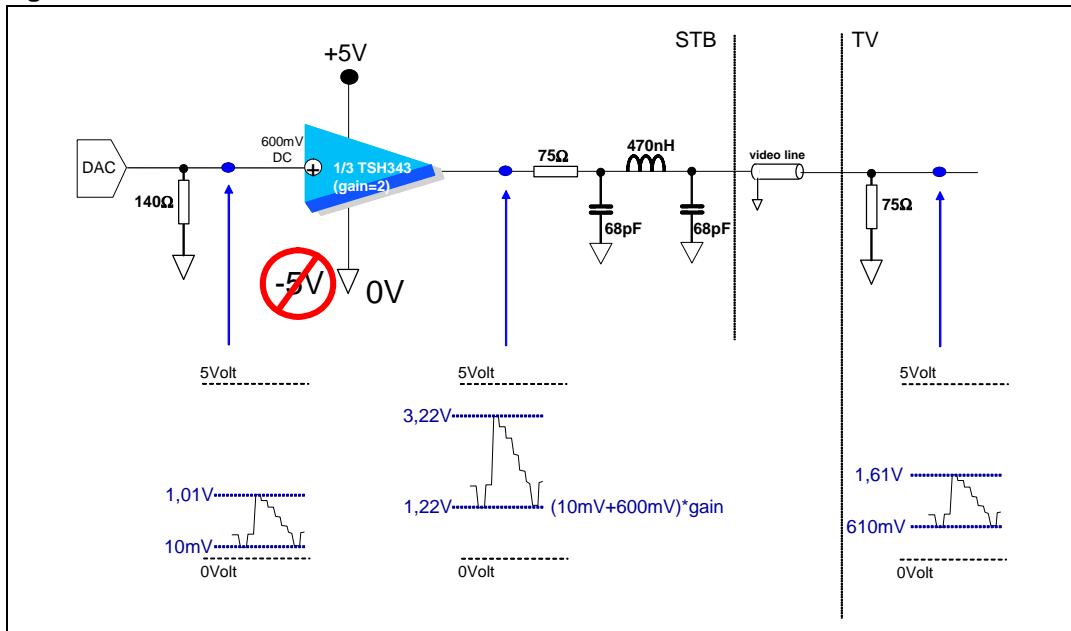 STB
TV
+5V
DAC
140Ω
600mV
DC
+
1/3 TSH343
(gain=2)
-5V
0V
75Ω
470nH
68pF
68pF
video line
75Ω
5Volt
1,01V
10mV
0Volt
5Volt
3,22V
1,22V
(10mV+600mV)*gain
0Volt
5Volt
1,61V
610mV
0Volt